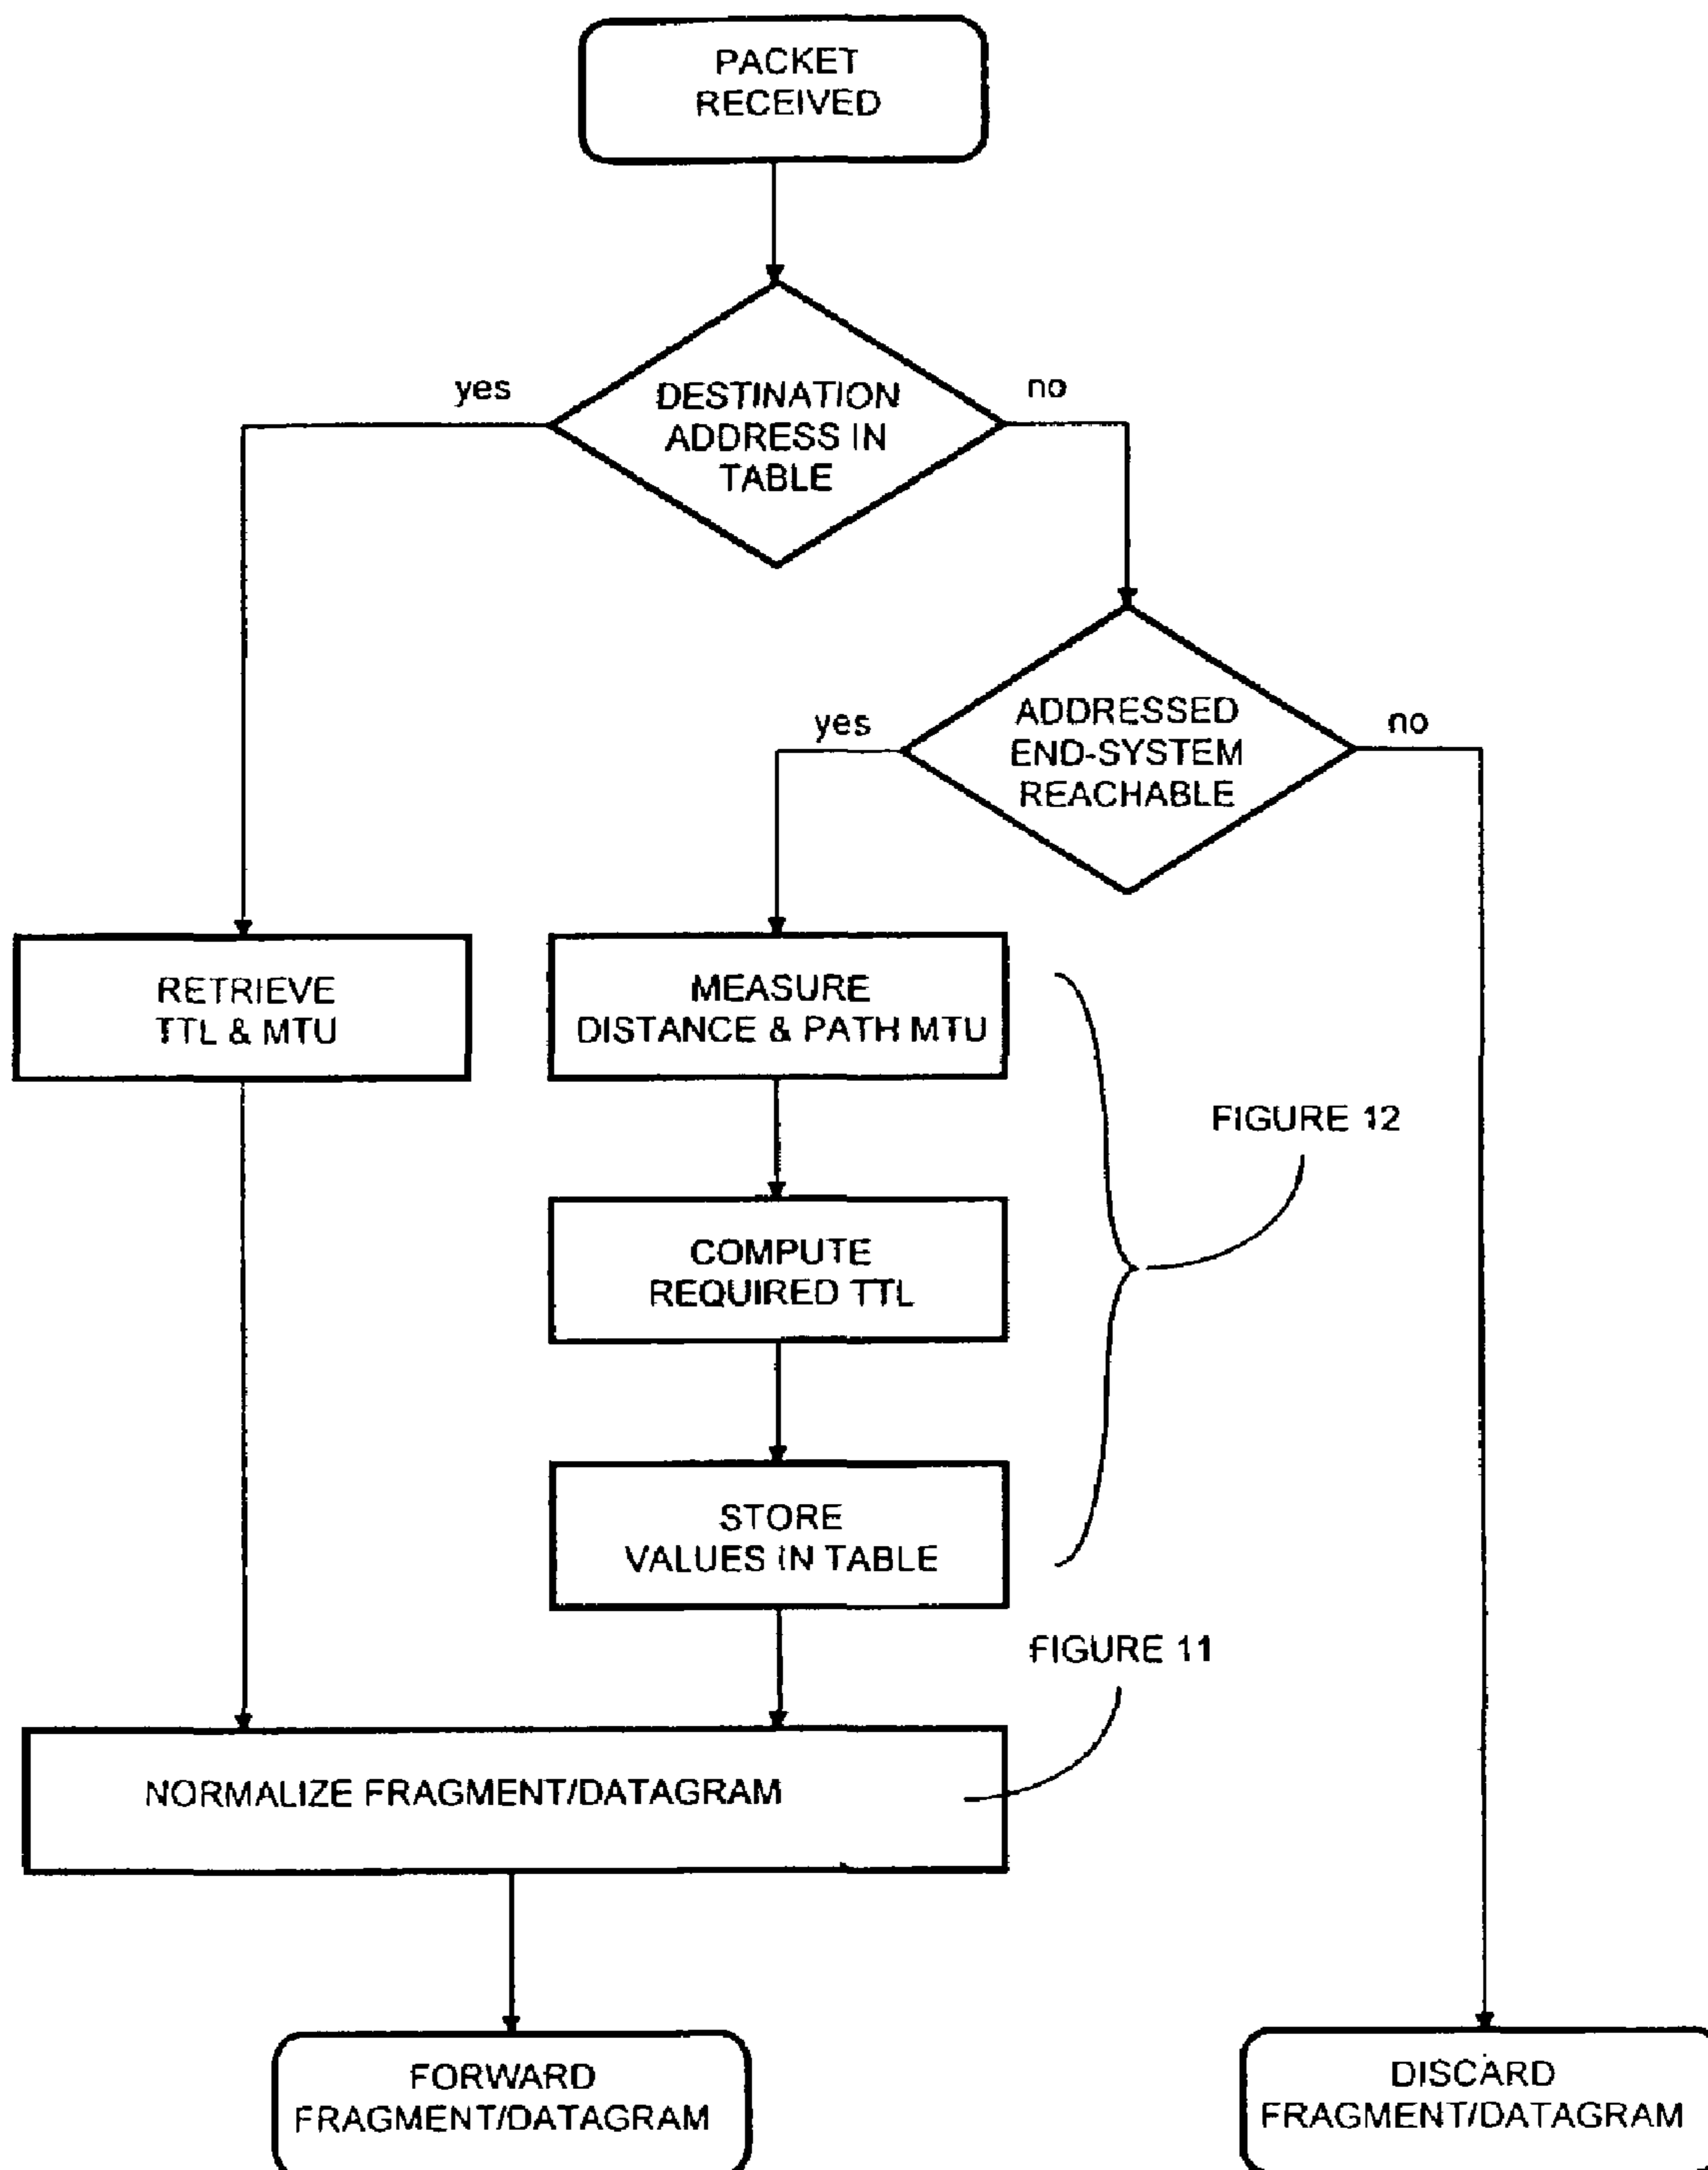 PACKET
RECEIVED
yes
DESTINATION
ADDRESS IN
TABLE
no
yes
ADDRESSED
END-SYSTEM
REACHABLE
no
RETRIEVE
TTL & MTU
MEASURE
DISTANCE & PATH MTU
FIGURE 12
COMPUTE
REQUIRED TTL
STORE
VALUES IN TABLE
FIGURE 11
NORMALIZE FRAGMENT/DATAGRAM
FORWARD
FRAGMENT/DATAGRAM
DISCARD
FRAGMENT/DATAGRAM